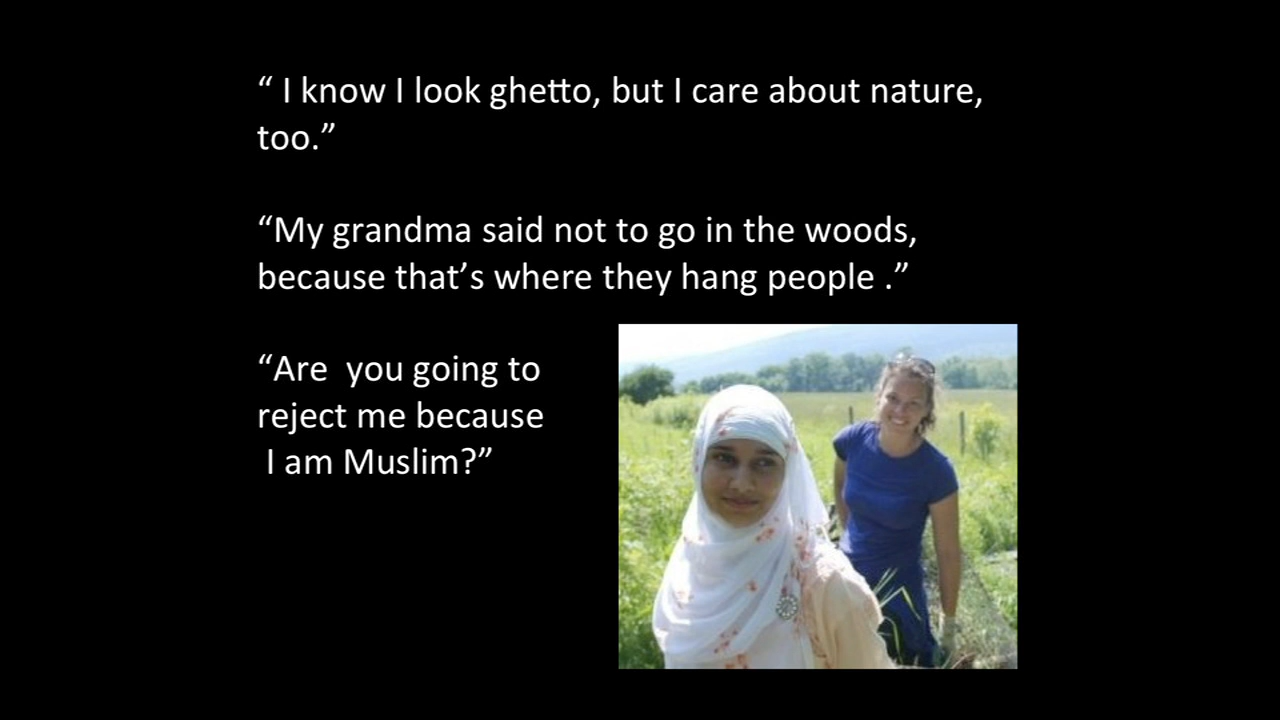 “ I know I look ghetto, but I care about nature,
too.”
“My grandma said not to go in the woods,
because that’s where they hang people .”
“Are  you going to
reject me because
I am Muslim?”